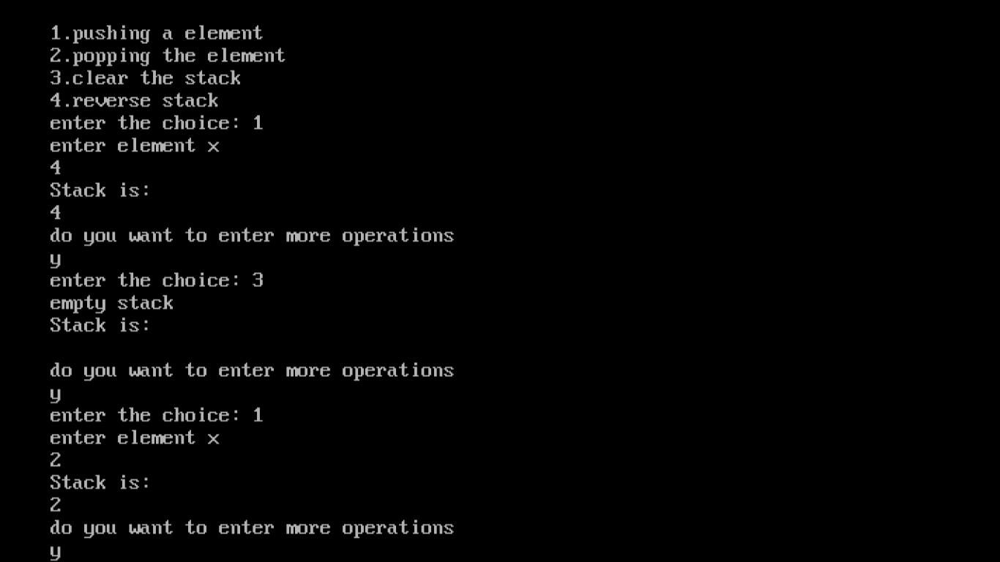 1.pushing a element
2.popping the element
3.clear the stack
4.reverse stack
enter the choice: 1
enter element x
4
Stack is:
4
do you want to enter more operations
y
enter the choice: 3
empty stack
Stack is:
do you want to enter more operations
y
enter the choice: 1
enter element x
2
Stack is:
2
do you want to enter more operations
y